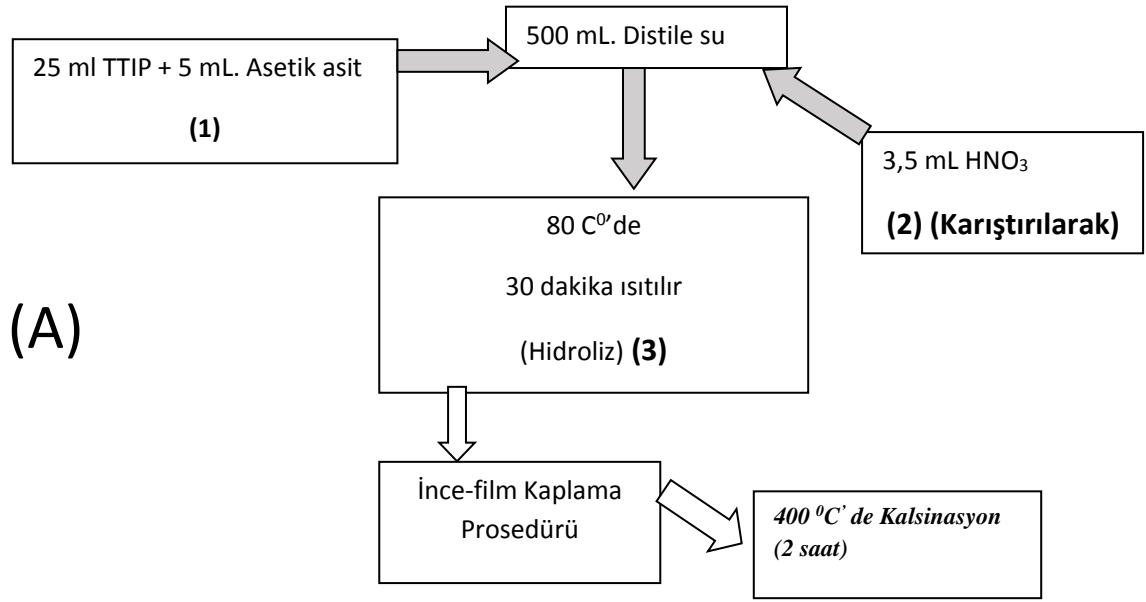 500 mL. Distile su
25 ml TTIP + 5 mL. Asetik asit
(1)
3,5 mL HNO₃
(2) (Karıştırılarak)
80 C⁰'de
30 dakika ısıtılır
(Hidroliz) (3)
(A)
İnce-film Kaplama
Prosedürü
400 ⁰C' de Kalsinasyon
(2 saat)